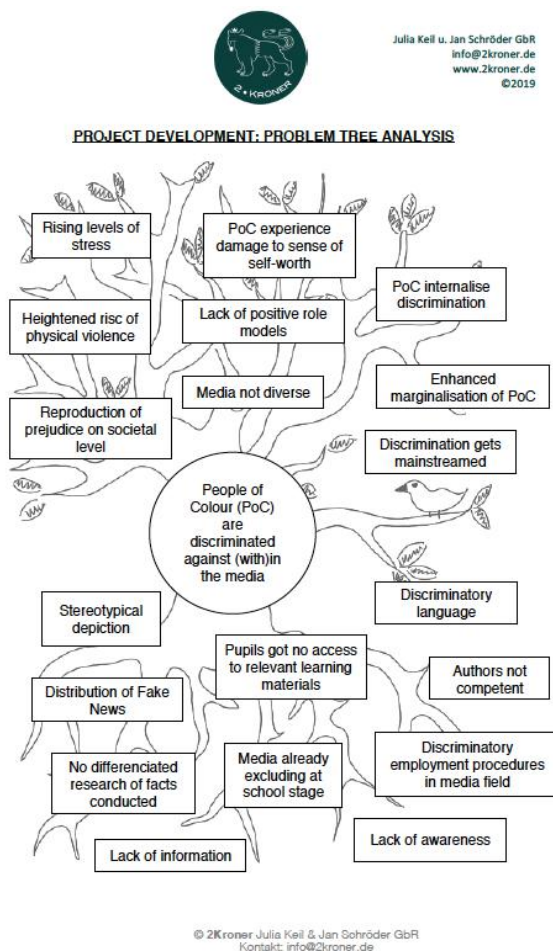 2 • KRONER
Julia Keil u. Jan Schröder GbR
info@2kroner.de
www.2kroner.de
©2019
PROJECT DEVELOPMENT: PROBLEM TREE ANALYSIS
Rising levels of
stress
PoC experience
damage to sense of
self-worth
PoC internalise
discrimination
Heightened risc of
physical violence
Lack of positive role
models
Media not diverse
Enhanced
marginalisation of PoC
Reproduction of
prejudice on societal
level
Discrimination gets
mainstreamed
People of
Colour (PoC)
are
discriminated
against (with)in
the media
Stereotypical
depiction
Discriminatory
language
Pupils got no access
to relevant learning
materials
Authors not
competent
Distribution of Fake
News
No differenciated
research of facts
conducted
Media already
excluding at
school stage
Discriminatory
employment procedures
in media field
Lack of information
Lack of awareness
© 2Kroner Julia Keil & Jan Schröder GbR
Kontakt: info@2kroner.de